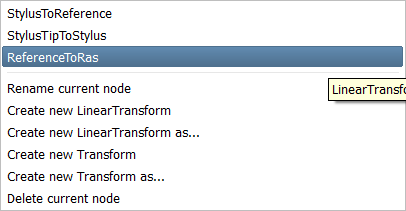 StylusToReference
StylusTipToStylus
ReferenceToRas
Rename current node
LinearTransfo
Create new LinearTransform
Create new LinearTransform as...
Create new Transform
Create new Transform as...
Delete current node